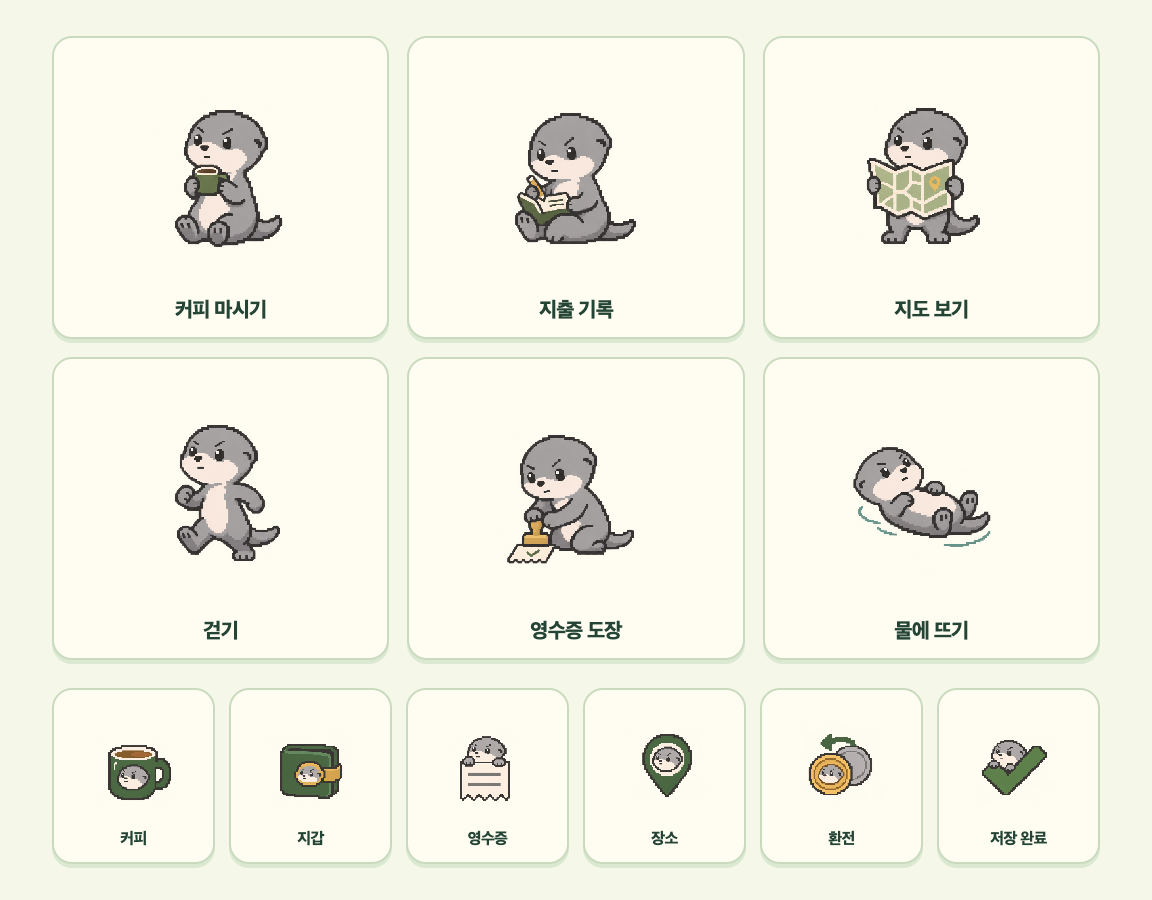 커피 마시기
지출 기록
지도 보기
걷기
영수증 도장
물에 뜨기
커피
지갑
영수증
장소
환전
저장 완료